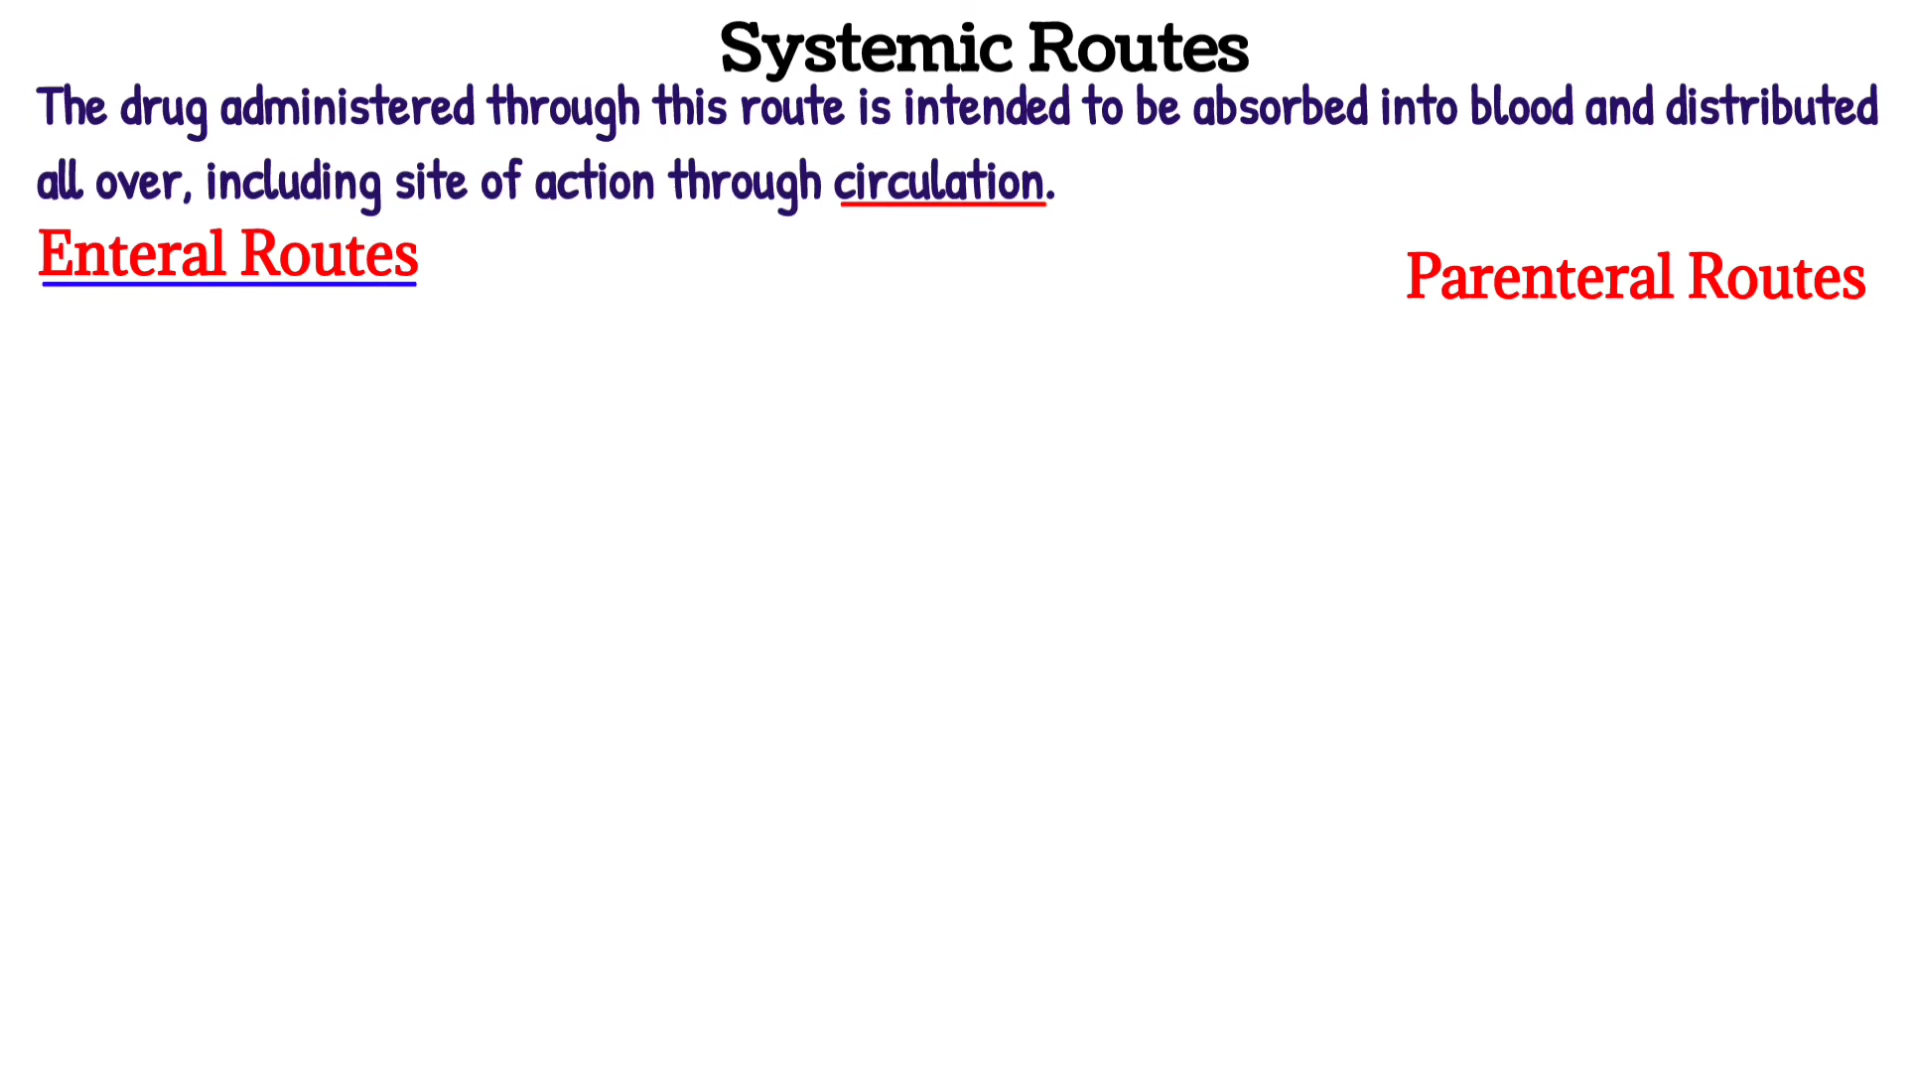 Systemic Routes
The drug administered through this route is intended to be absorbed into blood and distributed
all over, including site of action through circulation.
Enteral Routes
Parenteral Routes